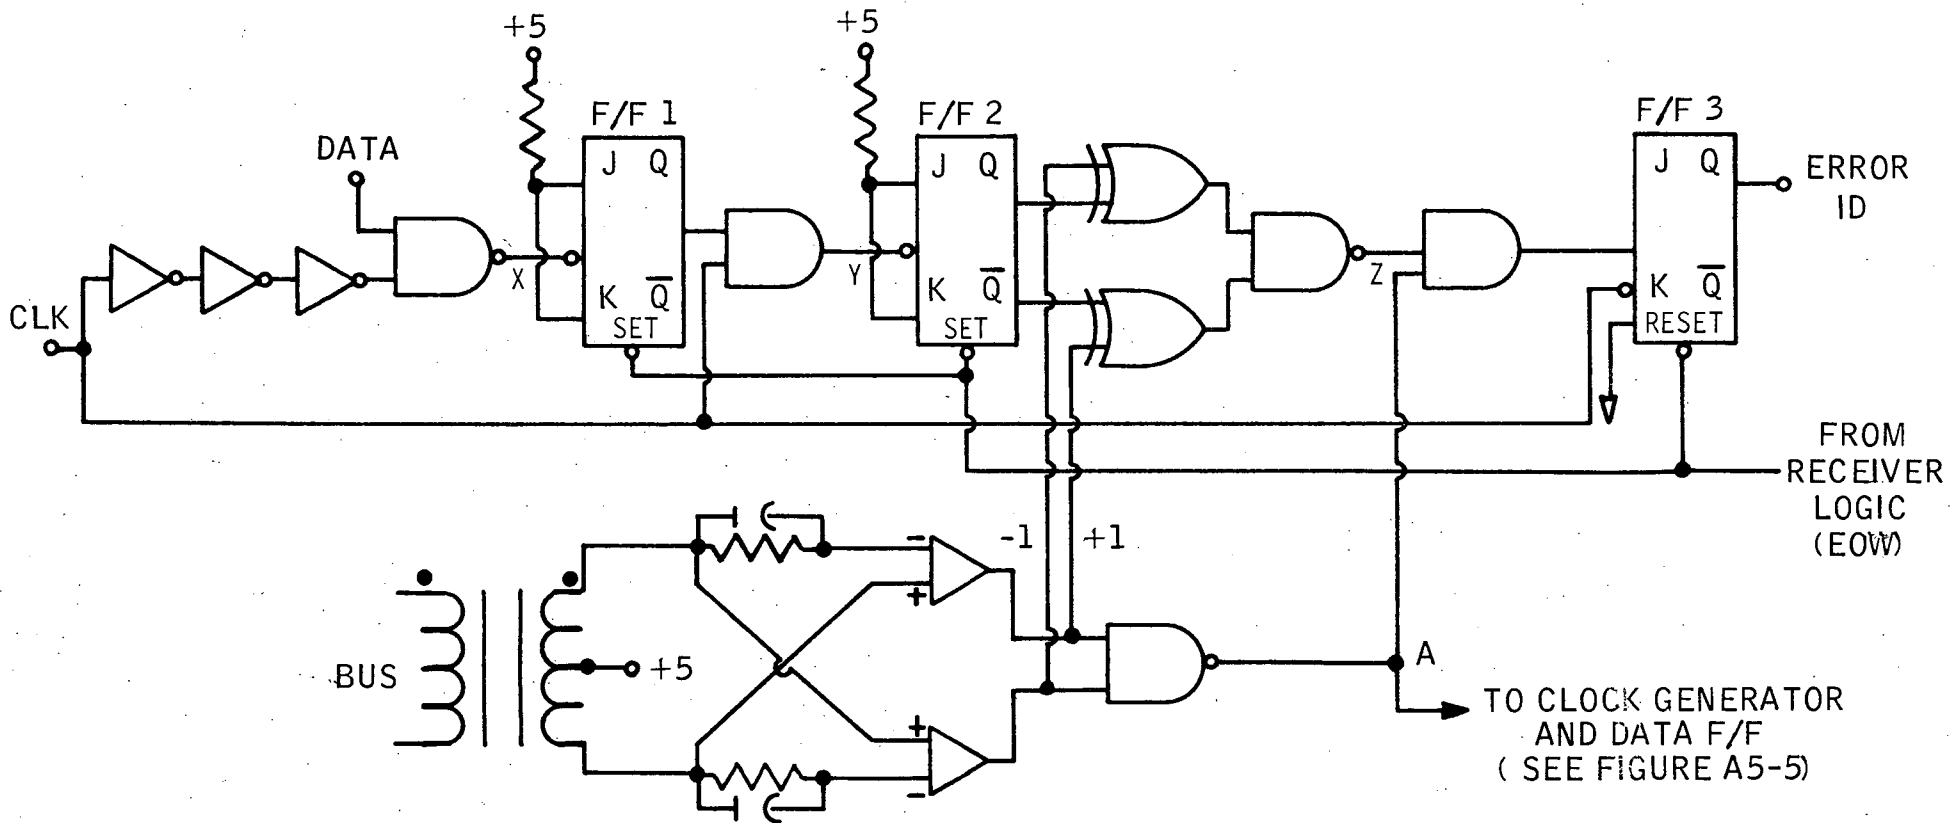 +5
+5
F/F 1
F/F 2
F/F 3
DATA
J Q
J Q
J Q
ERROR
ID
X
Y
Z
K Q̅
K Q̅
K Q̅
SET
SET
RESET
CLK
FROM
RECEIVER
LOGIC
(EOW)
-
+
-1
+1
BUS
+5
+
-
A
TO CLOCK GENERATOR
AND DATA F/F
( SEE FIGURE A5-5)